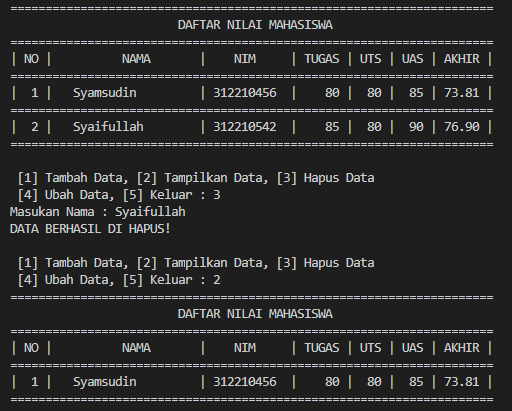 =====================================================================
DAFTAR NILAI MAHASISWA
=====================================================================
| NO | NAMA | NIM | TUGAS | UTS | UAS | AKHIR |
=====================================================================
| 1 | Syamsudin | 312210456 | 80 | 80 | 85 | 73.81 |
=====================================================================
| 2 | Syaifullah | 312210542 | 85 | 80 | 90 | 76.90 |
=====================================================================
[1] Tambah Data, [2] Tampilkan Data, [3] Hapus Data
[4] Ubah Data, [5] Keluar : 3
Masukan Nama : Syaifullah
DATA BERHASIL DI HAPUS!
[1] Tambah Data, [2] Tampilkan Data, [3] Hapus Data
[4] Ubah Data, [5] Keluar : 2
=====================================================================
DAFTAR NILAI MAHASISWA
=====================================================================
| NO | NAMA | NIM | TUGAS | UTS | UAS | AKHIR |
=====================================================================
| 1 | Syamsudin | 312210456 | 80 | 80 | 85 | 73.81 |
=====================================================================